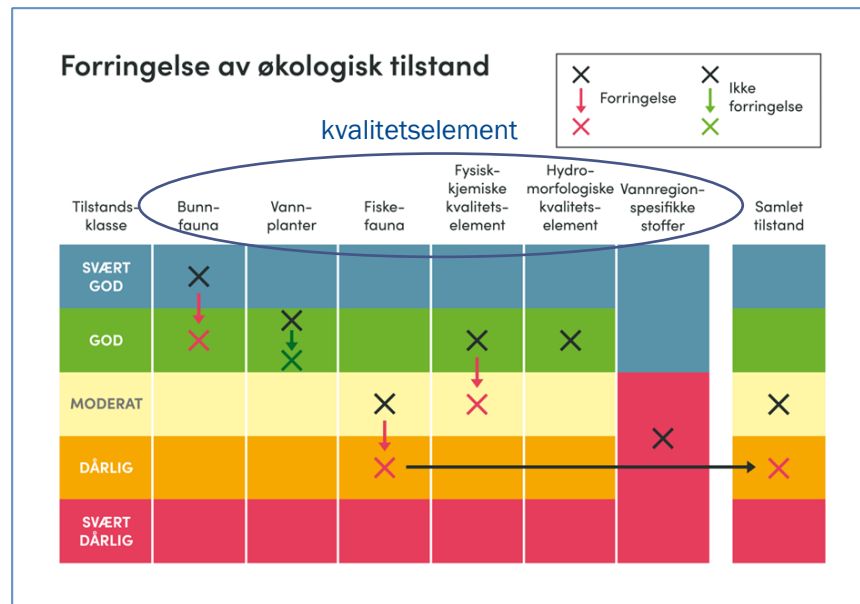 Forringelse av økologisk tilstand
Forringelse
Ikke
forringelse
kvalitetselement
Tilstands-
klasse
Bunn-
fauna
Vann-
planter
Fiske-
fauna
Fysisk-
kjemiske
kvalitets-
element
Hydro-
morfologiske
kvalitets-
element
Vannregion-
spesifikke
stoffer
Samlet
tilstand
SVÆRT
GOD
GOD
MODERAT
DÅRLIG
SVÆRT
DÅRLIG